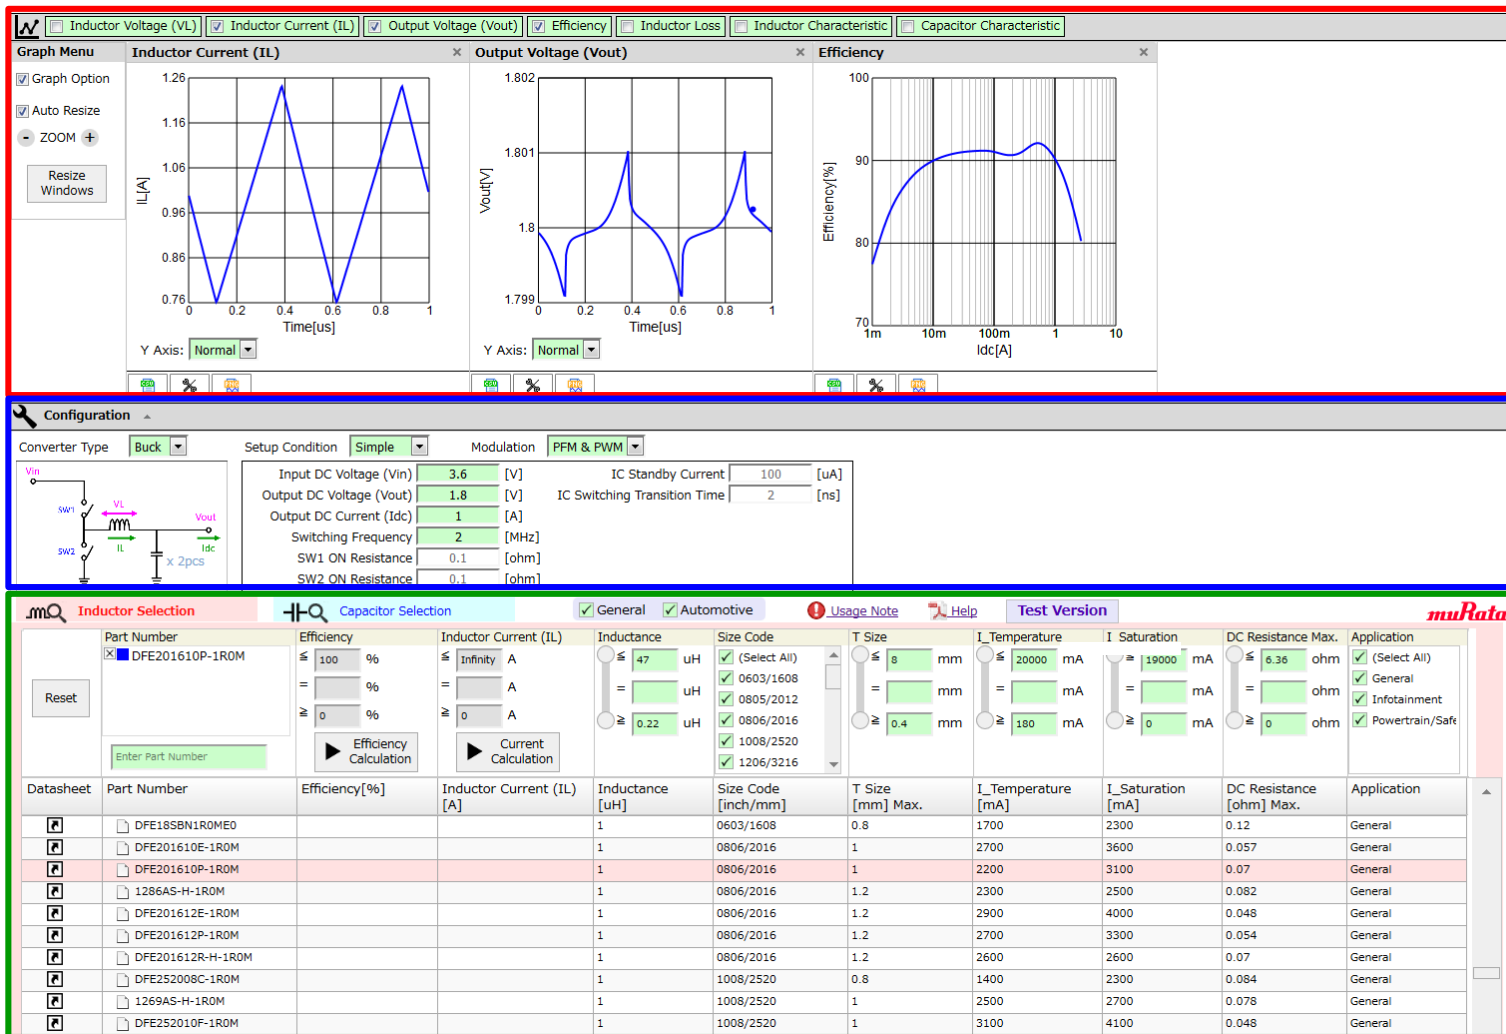 Inductor Voltage (VL) Inductor Current (IL) Output Voltage (Vout) Efficiency Inductor Loss Inductor Characteristic Capacitor Characteristic
Graph Menu
Graph Option
Auto Resize
- ZOOM +
Resize
Windows
Inductor Current (IL) ×
1.26
1.16
1.06
0.96
0.86
0.76
IL[A]
0 0.2 0.4 0.6 0.8 1
Time[us]
Y Axis: Normal
Output Voltage (Vout) ×
1.802
1.801
1.8
1.799
Vout[V]
0 0.2 0.4 0.6 0.8 1
Time[us]
Y Axis: Normal
Efficiency ×
100
90
80
70
Efficiency[%]
1m 10m 100m 1 10
Idc[A]
Configuration
Converter Type Buck Setup Condition Simple Modulation PFM & PWM
Vin
SW1
VL
Vout
SW2
IL
Idc
x 2pcs
Input DC Voltage (Vin) 3.6 [V] IC Standby Current 100 [uA]
Output DC Voltage (Vout) 1.8 [V] IC Switching Transition Time 2 [ns]
Output DC Current (Idc) 1 [A]
Switching Frequency 2 [MHz]
SW1 ON Resistance 0.1 [ohm]
SW2 ON Resistance 0.1 [ohm]
Inductor Selection Capacitor Selection General Automotive Usage Note Help Test Version muRata
Reset
Part Number
DFE201610P-1R0M
Enter Part Number
Efficiency
≦ 100 %
= %
≧ 0 %
Efficiency
Calculation
Inductor Current (IL)
≦ Infinity A
= A
≧ 0 A
Current
Calculation
Inductance
≦ 47 uH
= uH
≧ 0.22 uH
Size Code
(Select All)
0603/1608
0805/2012
0806/2016
1008/2520
1206/3216
T Size
≦ 8 mm
= mm
≧ 0.4 mm
I_Temperature
≦ 20000 mA
= mA
≧ 180 mA
I_Saturation
≦ 19000 mA
= mA
≧ 0 mA
DC Resistance Max.
≦ 6.36 ohm
= ohm
≧ 0 ohm
Application
(Select All)
General
Infotainment
Powertrain/Safe
Datasheet Part Number Efficiency[%] Inductor Current (IL) [A] Inductance [uH] Size Code [inch/mm] T Size [mm] Max. I_Temperature [mA] I_Saturation [mA] DC Resistance [ohm] Max. Application
DFE18SBN1R0ME0 1 0603/1608 0.8 1700 2300 0.12 General
DFE201610E-1R0M 1 0806/2016 1 2700 3600 0.057 General
DFE201610P-1R0M 1 0806/2016 1 2200 3100 0.07 General
1286AS-H-1R0M 1 0806/2016 1.2 2300 2500 0.082 General
DFE201612E-1R0M 1 0806/2016 1.2 2900 4000 0.048 General
DFE201612P-1R0M 1 0806/2016 1.2 2700 3300 0.054 General
DFE201612R-H-1R0M 1 0806/2016 1.2 2600 2600 0.07 General
DFE252008C-1R0M 1 1008/2520 0.8 1400 2300 0.084 General
1269AS-H-1R0M 1 1008/2520 1 2500 2700 0.078 General
DFE252010F-1R0M 1 1008/2520 1 3100 4100 0.048 General